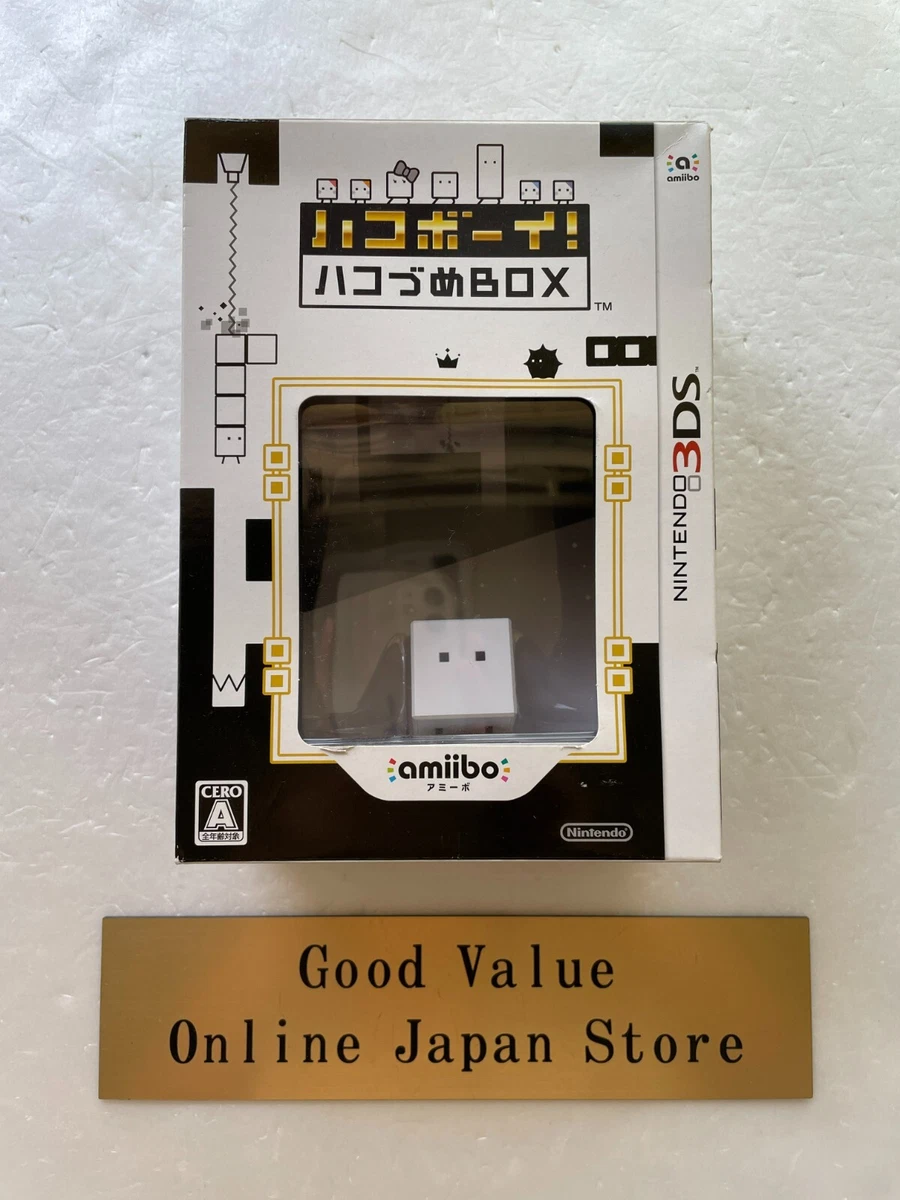 a
amiibo
ハコボーイ!
ハコづめBOX
TM
NINTENDO 3DS
TM
amiibo
アミーボ
CERO
A
全年齢対象
Nintendo
Good Value
Online Japan Store